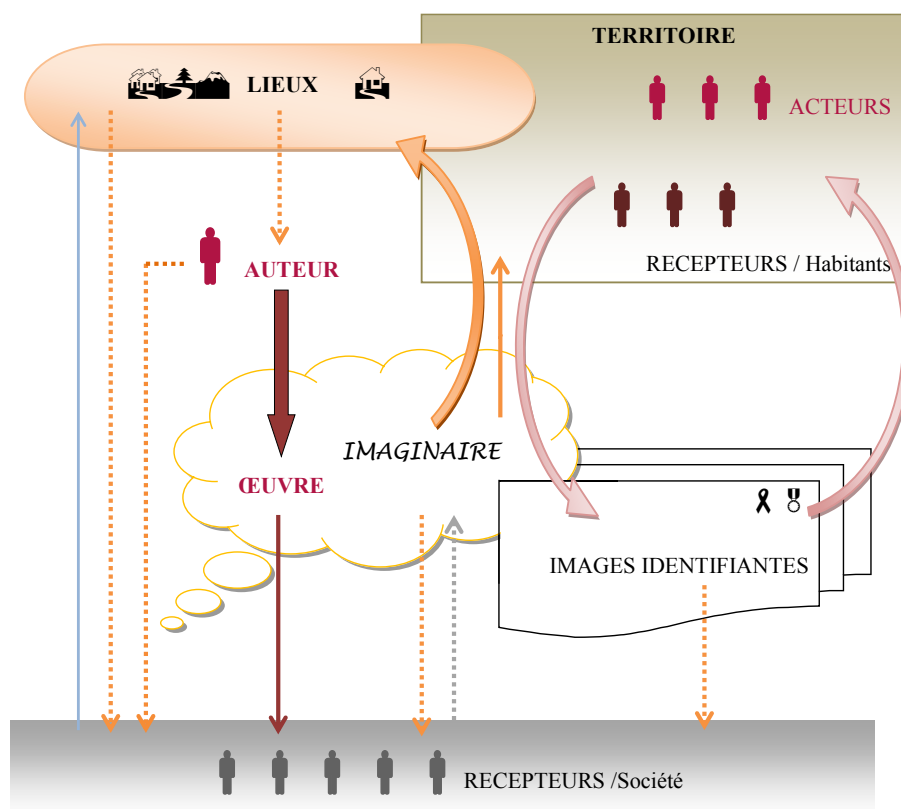 TERRITOIRE
LIEUX
ACTEURS
AUTEUR
RECEPTEURS / Habitants
IMAGINAIRE
ŒUVRE
IMAGES IDENTIFIANTES
RECEPTEURS /Société